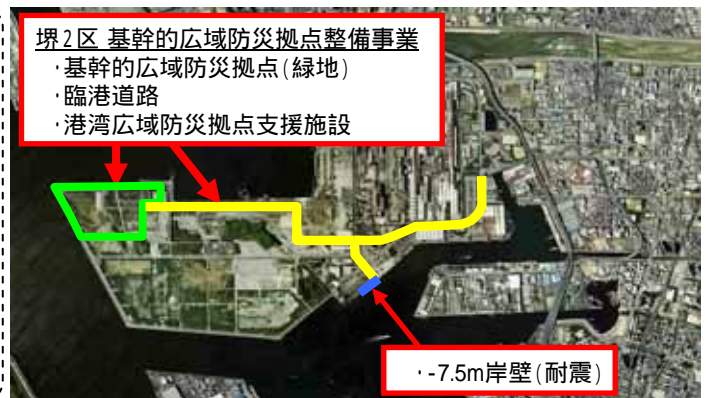 堺2区 基幹的広域防災拠点整備事業
・基幹的広域防災拠点(緑地)
・臨港道路
・港湾広域防災拠点支援施設
・-7.5m岸壁(耐震)